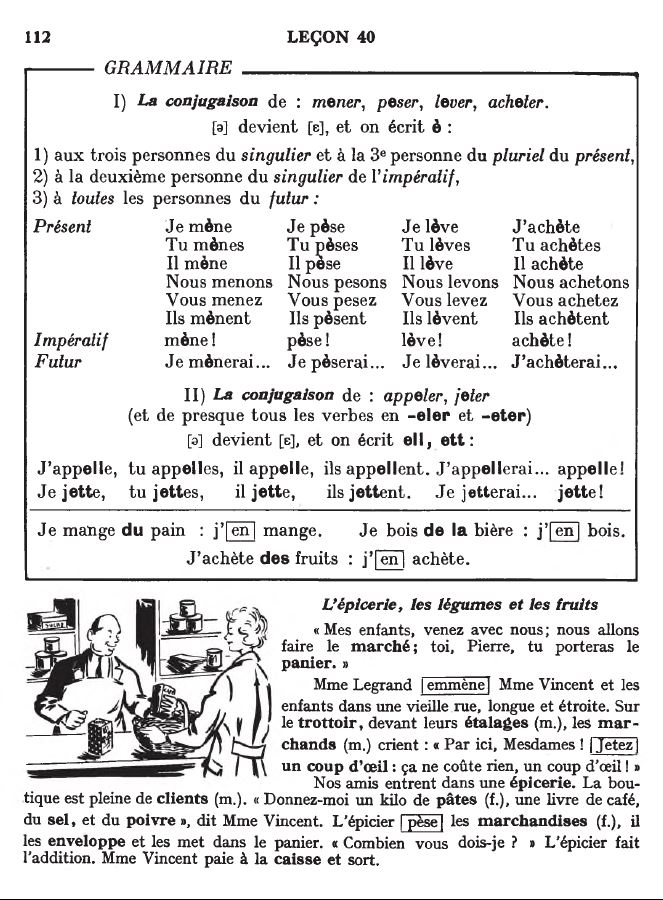 112 LEÇON 40
GRAMMAIRE
I) La conjugaison de : mener, peser, lever, acheter.
[ə] devient [ɛ], et on écrit è :
1) aux trois personnes du singulier et à la 3e personne du pluriel du présent,
2) à la deuxième personne du singulier de l'impératif,
3) à toutes les personnes du futur :
Présent Je mène Je pèse Je lève J'achète
Tu mènes Tu pèses Tu lèves Tu achètes
Il mène Il pèse Il lève Il achète
Nous menons Nous pesons Nous levons Nous achetons
Vous menez Vous pesez Vous levez Vous achetez
Ils mènent Ils pèsent Ils lèvent Ils achètent
Impératif mène! pèse! lève! achète!
Futur Je mènerai... Je pèserai... Je lèverai... J'achèterai...
II) La conjugaison de : appeler, jeter
(et de presque tous les verbes en -eler et -eter)
[ə] devient [ɛ], et on écrit ell, ett :
J'appelle, tu appelles, il appelle, ils appellent. J'appellerai... appelle!
Je jette, tu jettes, il jette, ils jettent. Je jetterai... jette!
Je mange du pain : j'en mange. Je bois de la bière : j'en bois.
J'achète des fruits : j'en achète.
L'épicerie, les légumes et les fruits
« Mes enfants, venez avec nous; nous allons
faire le marché; toi, Pierre, tu porteras le
panier. »
Mme Legrand emmène Mme Vincent et les
enfants dans une vieille rue, longue et étroite. Sur
le trottoir, devant leurs étalages (m.), les mar-
chands (m.) crient : « Par ici, Mesdames ! Jetez
un coup d'œil : ça ne coûte rien, un coup d'œil ! »
Nos amis entrent dans une épicerie. La bou-
tique est pleine de clients (m.). « Donnez-moi un kilo de pâtes (f.), une livre de café,
du sel, et du poivre », dit Mme Vincent. L'épicier pèse les marchandises (f.), il
les enveloppe et les met dans le panier. « Combien vous dois-je ? » L'épicier fait
l'addition. Mme Vincent paie à la caisse et sort.